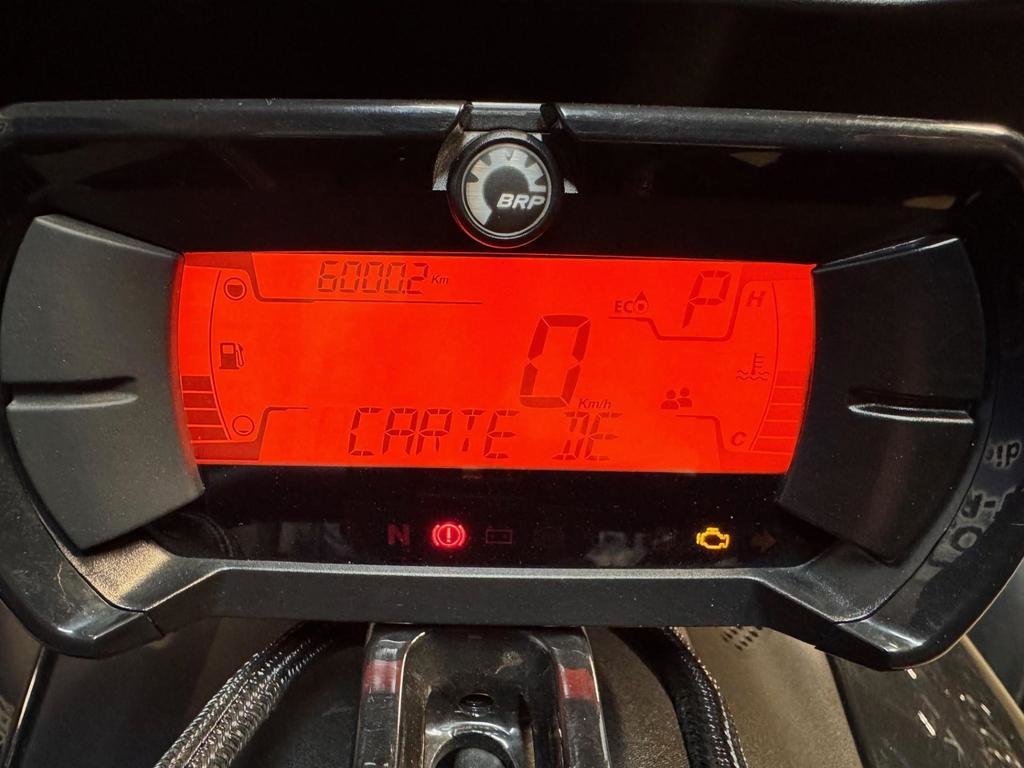 BRP
6000.2 Km
ECO P H
0 Km/h
C
CARTE DE
N